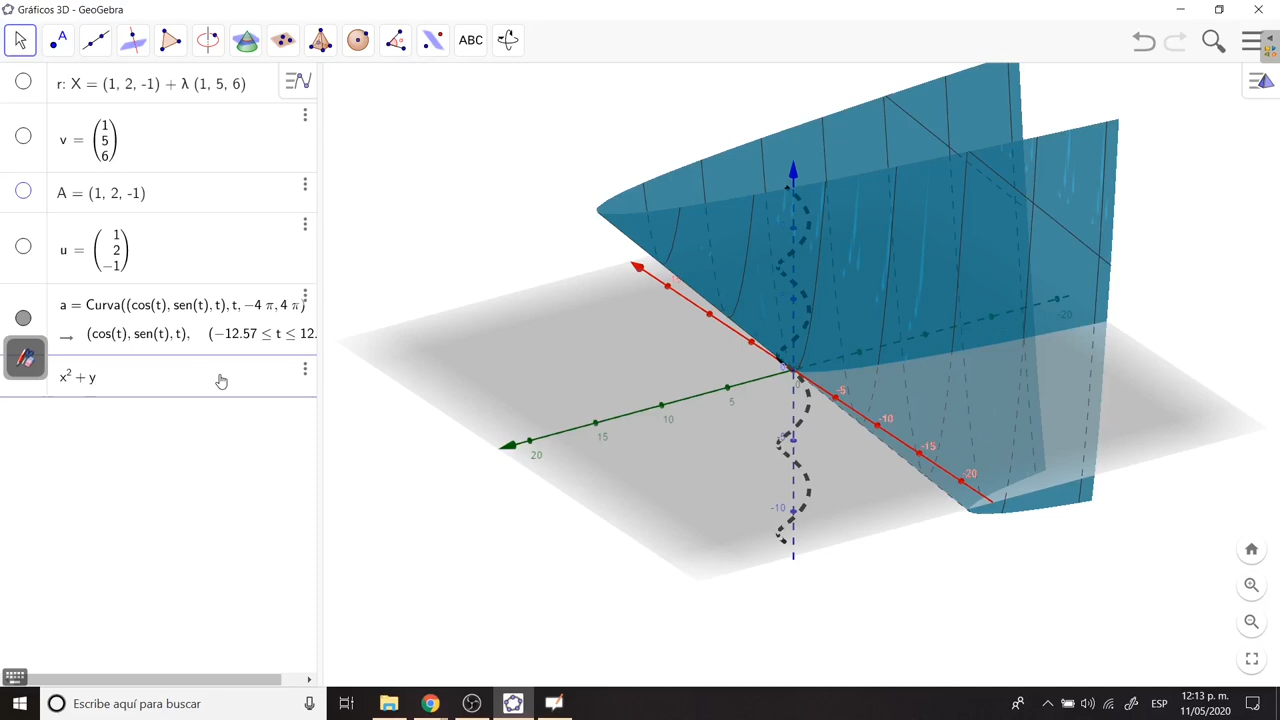 Gráficos 3D - GeoGebra
ABC
r: X = (1, 2, -1) + λ (1, 5, 6)
v = (1 5 6)
A = (1, 2, -1)
u = (1 2 −1)
a = Curva((cos(t), sen(t), t), t, −4 π, 4 π)
→ (cos(t), sen(t), t), (−12.57 ≤ t ≤ 12.
x² + y
-20
0
5
10
15
20
-5
-10
-15
-20
-10
Escribe aquí para buscar
ESP
12:13 p. m.
11/05/2020